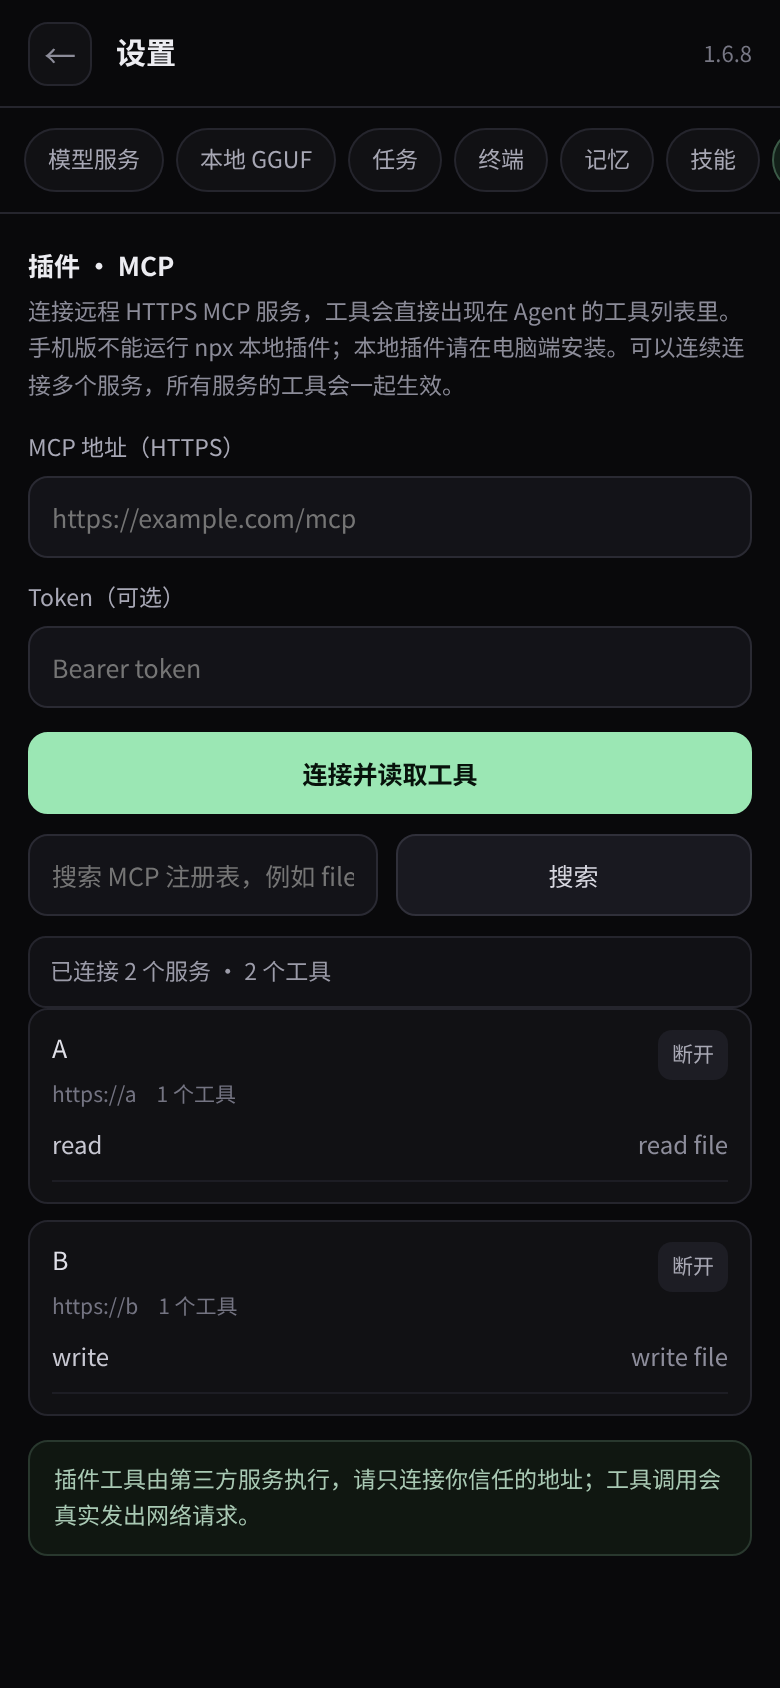 ←
设置
1.6.8
模型服务
本地 GGUF
任务
终端
记忆
技能
插件 · MCP
连接远程 HTTPS MCP 服务，工具会直接出现在 Agent 的工具列表里。
手机版不能运行 npx 本地插件；本地插件请在电脑端安装。可以连续连
接多个服务，所有服务的工具会一起生效。
MCP 地址（HTTPS）
https://example.com/mcp
Token（可选）
Bearer token
连接并读取工具
搜索 MCP 注册表，例如 file
搜索
已连接 2 个服务 · 2 个工具
A
断开
https://a 1 个工具
read
read file
B
断开
https://b 1 个工具
write
write file
插件工具由第三方服务执行，请只连接你信任的地址；工具调用会
真实发出网络请求。